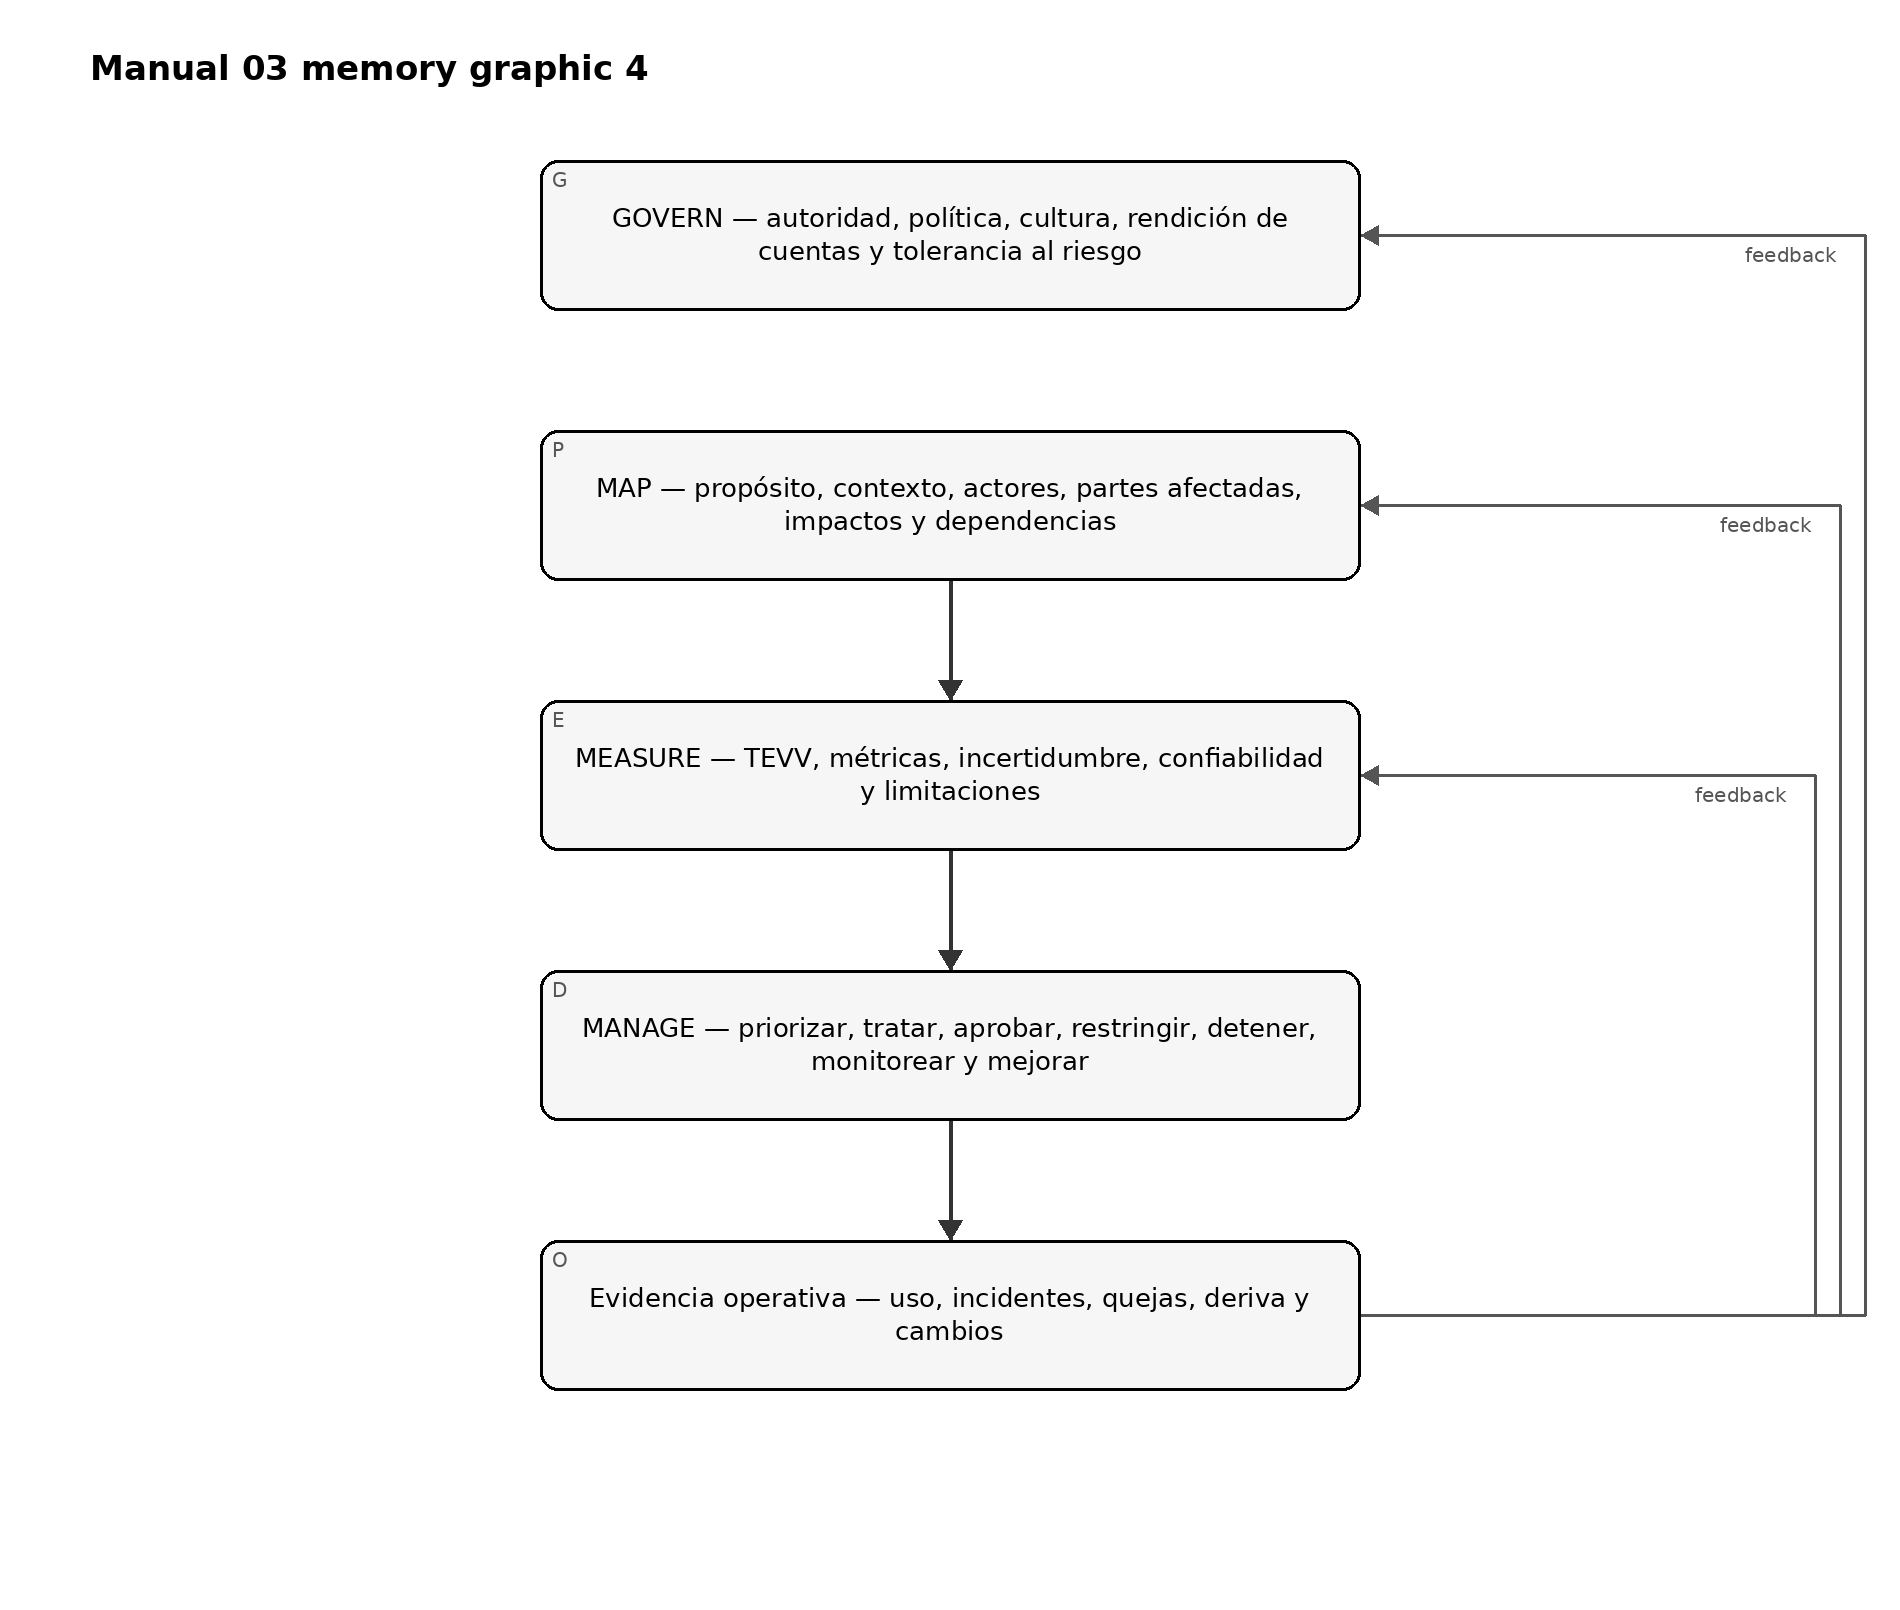 Manual 03 memory graphic 4
G
GOVERN — autoridad, política, cultura, rendición de
cuentas y tolerancia al riesgo
feedback
P
MAP — propósito, contexto, actores, partes afectadas,
impactos y dependencias
feedback
E
MEASURE — TEVV, métricas, incertidumbre, confiabilidad
y limitaciones
feedback
D
MANAGE — priorizar, tratar, aprobar, restringir, detener,
monitorear y mejorar
O
Evidencia operativa — uso, incidentes, quejas, deriva y
cambios